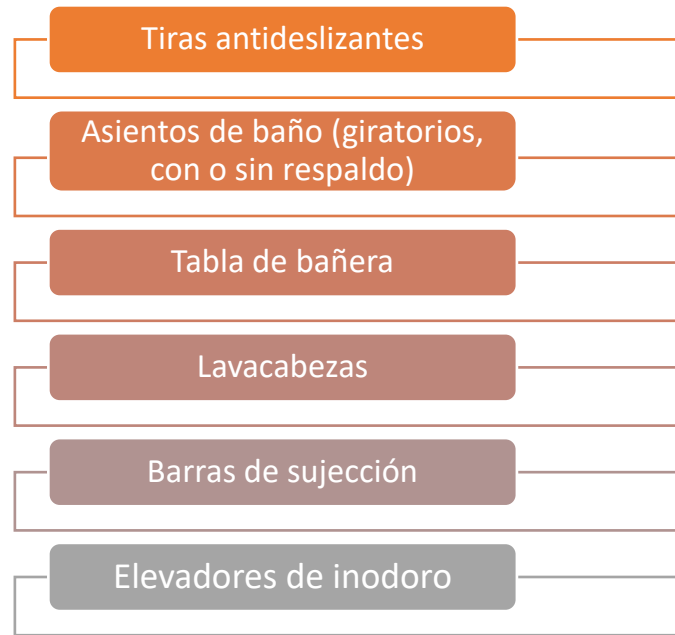 Tiras antideslizantes
Asientos de baño (giratorios,
con o sin respaldo)
Tabla de bañera
Lavacabezas
Barras de sujección
Elevadores de inodoro